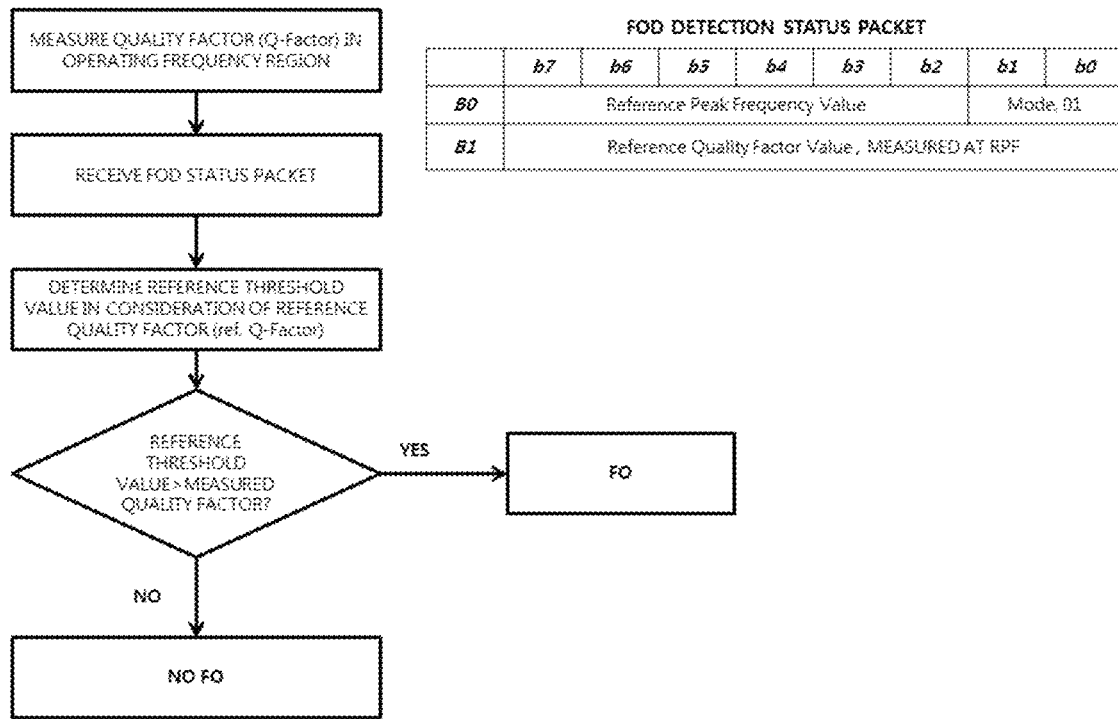 MEASURE QUALITY FACTOR (Q-Factor) IN
OPERATING FREQUENCY REGION
RECEIVE FOD STATUS PACKET
DETERMINE REFERENCE THRESHOLD
VALUE IN CONSIDERATION OF REFERENCE
QUALITY FACTOR (ref. Q-Factor)
REFERENCE
THRESHOLD
VALUE>MEASURED
QUALITY FACTOR?
YES
FO
NO
NO FO
FOD DETECTION STATUS PACKET
b7 b6 b5 b4 b3 b2 b1 b0
B0 Reference Peak Frequency Value Mode, 01
B1 Reference Quality Factor Value, MEASURED AT RPF